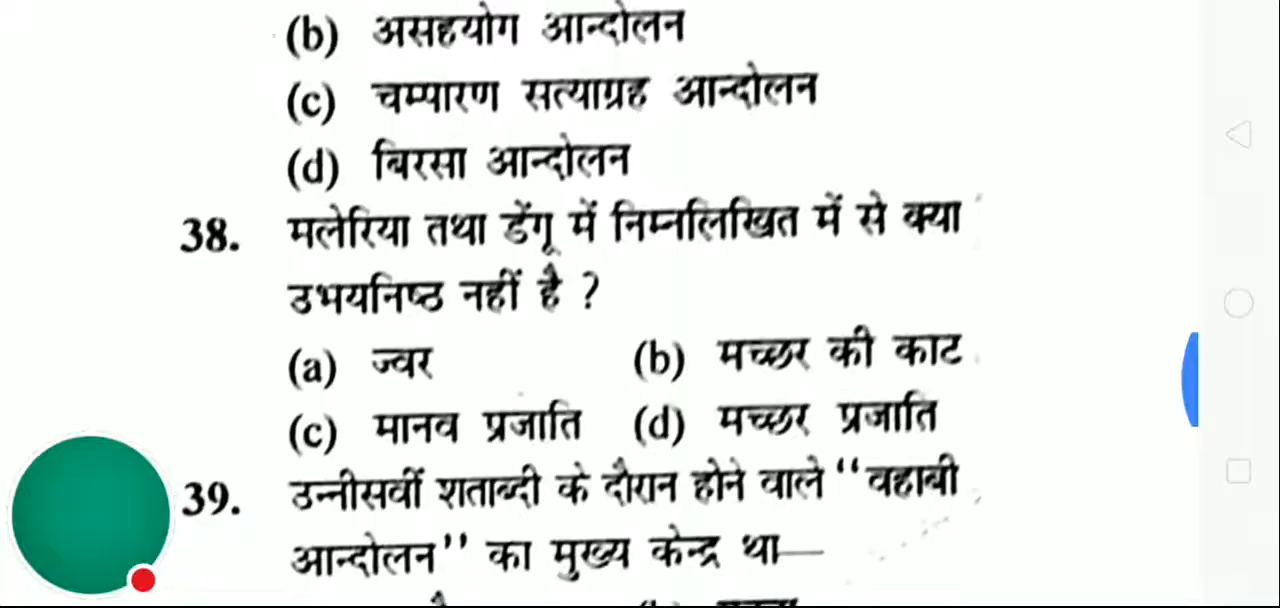 (b) असहयोग आन्दोलन
(c) चम्पारण सत्याग्रह आन्दोलन
(d) बिरसा आन्दोलन
38. मलेरिया तथा डेंगू में निम्नलिखित में से क्या
उभयनिष्ठ नहीं है ?
(a) ज्वर (b) मच्छर की काट
(c) मानव प्रजाति (d) मच्छर प्रजाति
39. उन्नीसवीं शताब्दी के दौरान होने वाले "वहाबी
आन्दोलन" का मुख्य केन्द्र था—